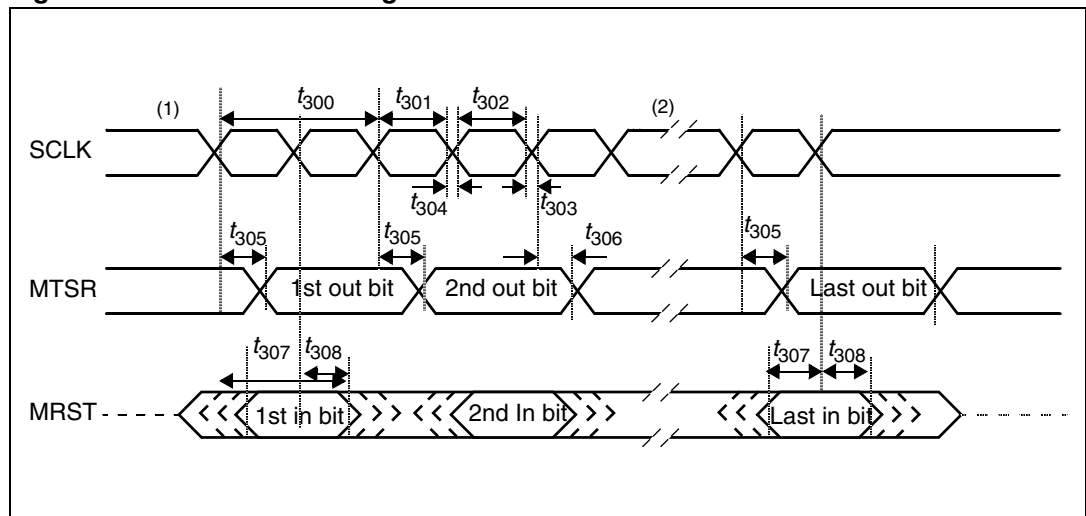 (1)
t300
t301
t302
(2)
SCLK
t304
t303
t305
t305
t306
t305
MTSR
1st out bit
2nd out bit
Last out bit
t307
t308
t307
t308
MRST
1st in bit
2nd In bit
Last in bit